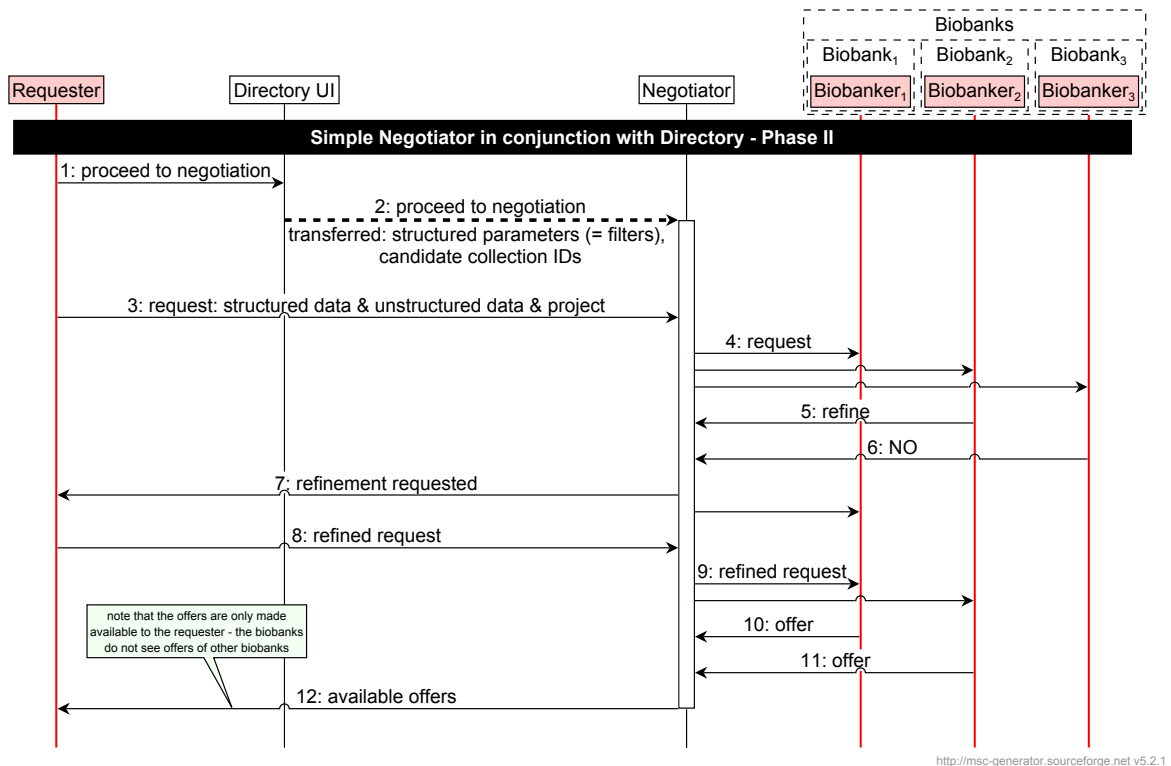 Biobanks
Biobank₁ Biobank₂ Biobank₃
Requester Directory UI Negotiator Biobanker₁ Biobanker₂ Biobanker₃
Simple Negotiator in conjunction with Directory - Phase II
1: proceed to negotiation
2: proceed to negotiation
transferred: structured parameters (= filters),
candidate collection IDs
3: request: structured data & unstructured data & project
4: request
5: refine
6: NO
7: refinement requested
8: refined request
9: refined request
note that the offers are only made
available to the requester - the biobanks
do not see offers of other biobanks
10: offer
11: offer
12: available offers
http://msc-generator.sourceforge.net v5.2.1